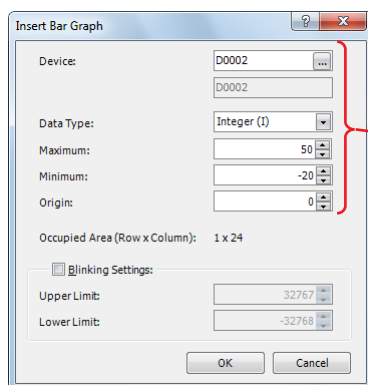 Insert Bar Graph
Device: D0002 ...
D0002
Data Type: Integer (I)
Maximum: 50
Minimum: -20
Origin: 0
Occupied Area (Row x Column): 1 x 24
Blinking Settings:
Upper Limit: 32767
Lower Limit: -32768
OK Cancel